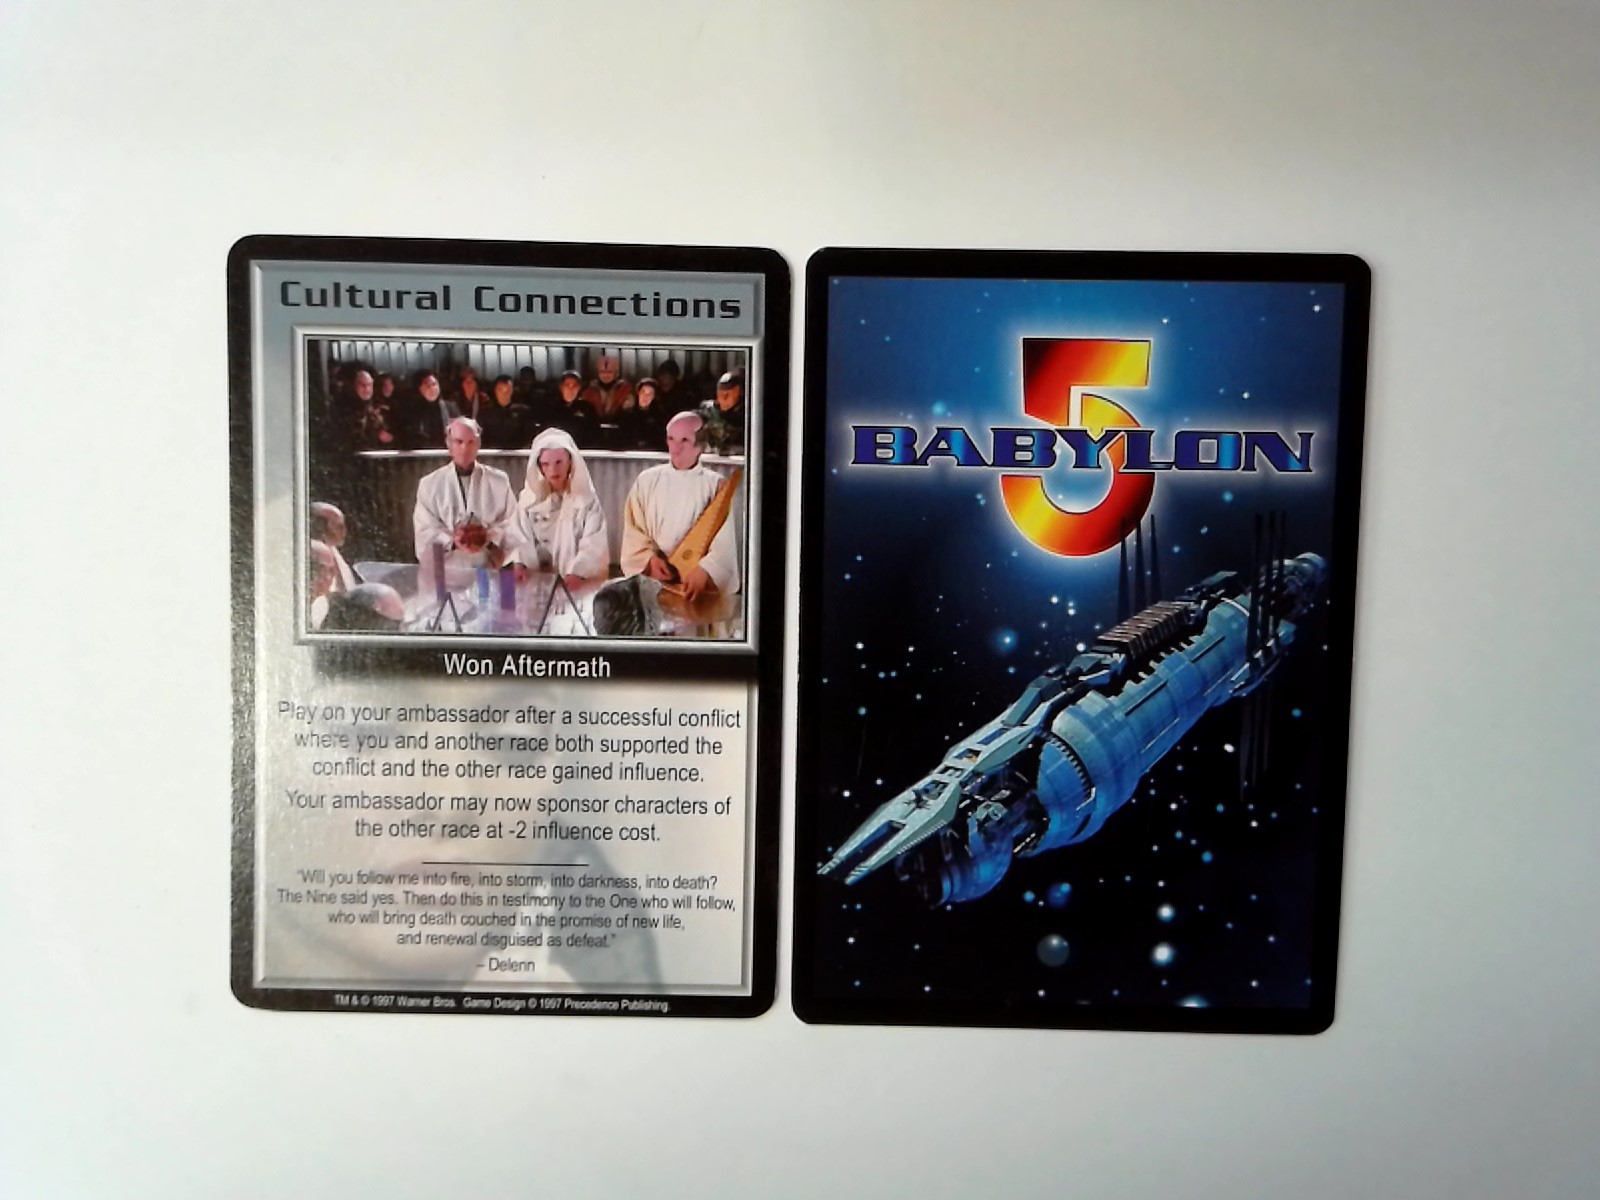 Cultural Connections
Won Aftermath
Play on your ambassador after a successful conflict
where you and another race both supported the
conflict and the other race gained influence.
Your ambassador may now sponsor characters of
the other race at -2 influence cost.
"Will you follow me into fire, into storm, into darkness, into death?
The Nine said yes. Then do this in testimony to the One who will follow,
who will bring death couched in the promise of new life,
and renewal disguised as defeat."
– Delenn
TM & © 1997 Warner Bros. Game Design © 1997 Precedence Publishing.
5
BABYLON